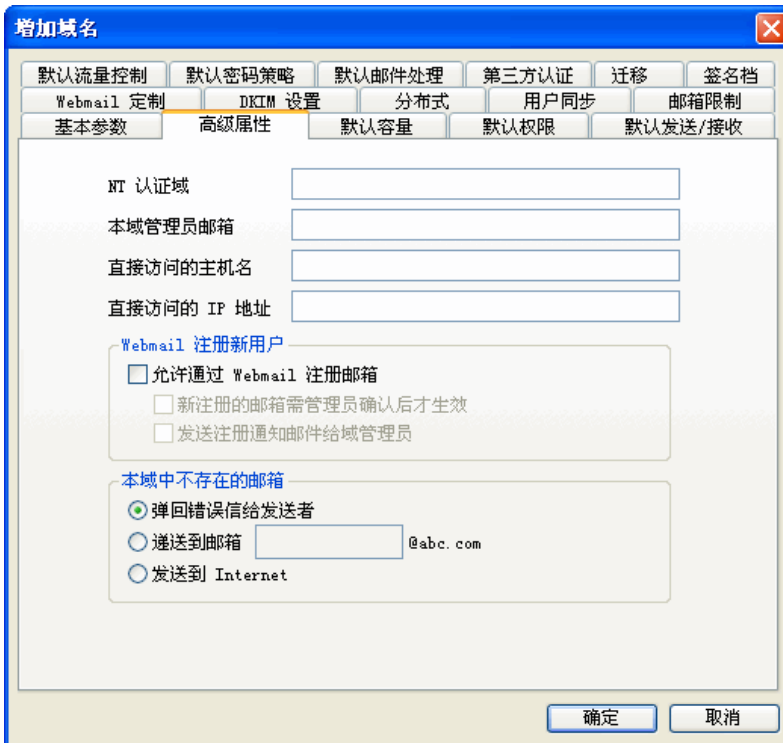 增加域名
默认流量控制 默认密码策略 默认邮件处理 第三方认证 迁移 签名档
Webmail 定制 DKIM 设置 分布式 用户同步 邮箱限制
基本参数 高级属性 默认容量 默认权限 默认发送/接收
NT 认证域
本域管理员邮箱
直接访问的主机名
直接访问的 IP 地址
Webmail 注册新用户
允许通过 Webmail 注册邮箱
新注册的邮箱需管理员确认后才生效
发送注册通知邮件给域管理员
本域中不存在的邮箱
弹回错误信给发送者
递送到邮箱 @abc.com
发送到 Internet
确定 取消